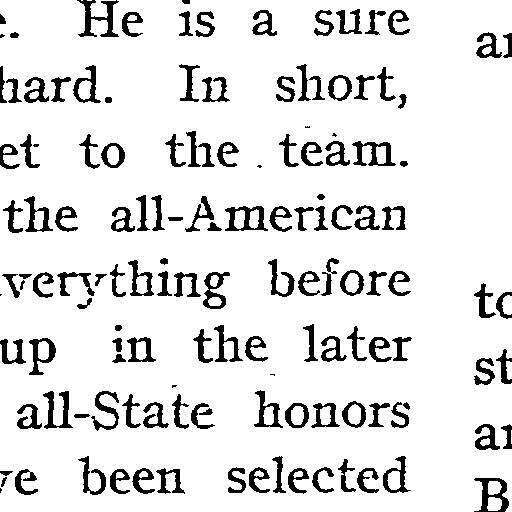 He is a sure
hard. In short,
to the team.
the all-American
everything before
up in the later
all-State honors
been selected